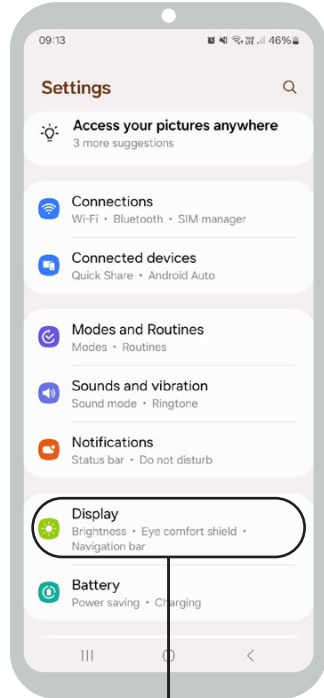 09:13 46%
Settings
Access your pictures anywhere
3 more suggestions
Connections
Wi-Fi • Bluetooth • SIM manager
Connected devices
Quick Share • Android Auto
Modes and Routines
Modes • Routines
Sounds and vibration
Sound mode • Ringtone
Notifications
Status bar • Do not disturb
Display
Brightness • Eye comfort shield •
Navigation bar
Battery
Power saving • Charging